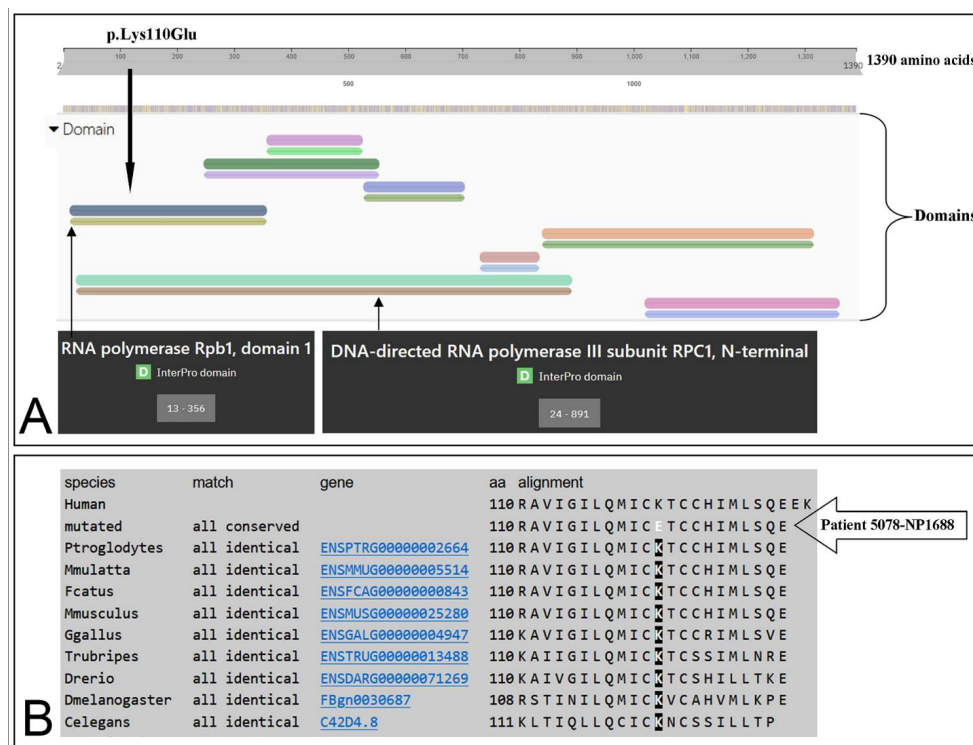 p.Lys110Glu
100 200 300 400 500 600 700 800 900 1,000 1,100 1,200 1,300
2 1390
1390 amino acids
500 1000
Domain
Domains
RNA polymerase Rpb1, domain 1
D InterPro domain
13 - 356
DNA-directed RNA polymerase III subunit RPC1, N-terminal
D InterPro domain
24 - 891
A
species match gene aa alignment
Human 110 R A V I G I L Q M I C K T C C H I M L S Q E E K
mutated all conserved 110 R A V I G I L Q M I C E T C C H I M L S Q E
Patient 5078-NP1688
Ptroglodytes all identical ENSPTRG00000002664 110 R A V I G I L Q M I C K T C C H I M L S Q E
Mmulatta all identical ENSMMUG00000005514 110 R A V I G I L Q M I C K T C C H I M L S Q E
Fcatus all identical ENSFCAG00000000843 110 R A V I G I L Q M I C K T C C H I M L S Q E
Mmusculus all identical ENSMUSG00000025280 110 R A V I G I L Q M I C K T C C H I M L S Q E
Ggallus all identical ENSGALG00000004947 110 K A V I G I L Q M I C K T C C R I M L S V E
Trubripes all identical ENSTRUG00000013488 110 K A I I G I L Q M I C K T C S S I M L N R E
Drerio all identical ENSDARG00000071269 110 K A I V G I L Q M I C K T C S H I L L T K E
Dmelanogaster all identical FBgn0030687 108 R S T I N I L Q M I C K V C A H V M L K P E
Celegans all identical C42D4.8 111 K L T I Q L L Q C I C K N C S S I L L T P
B